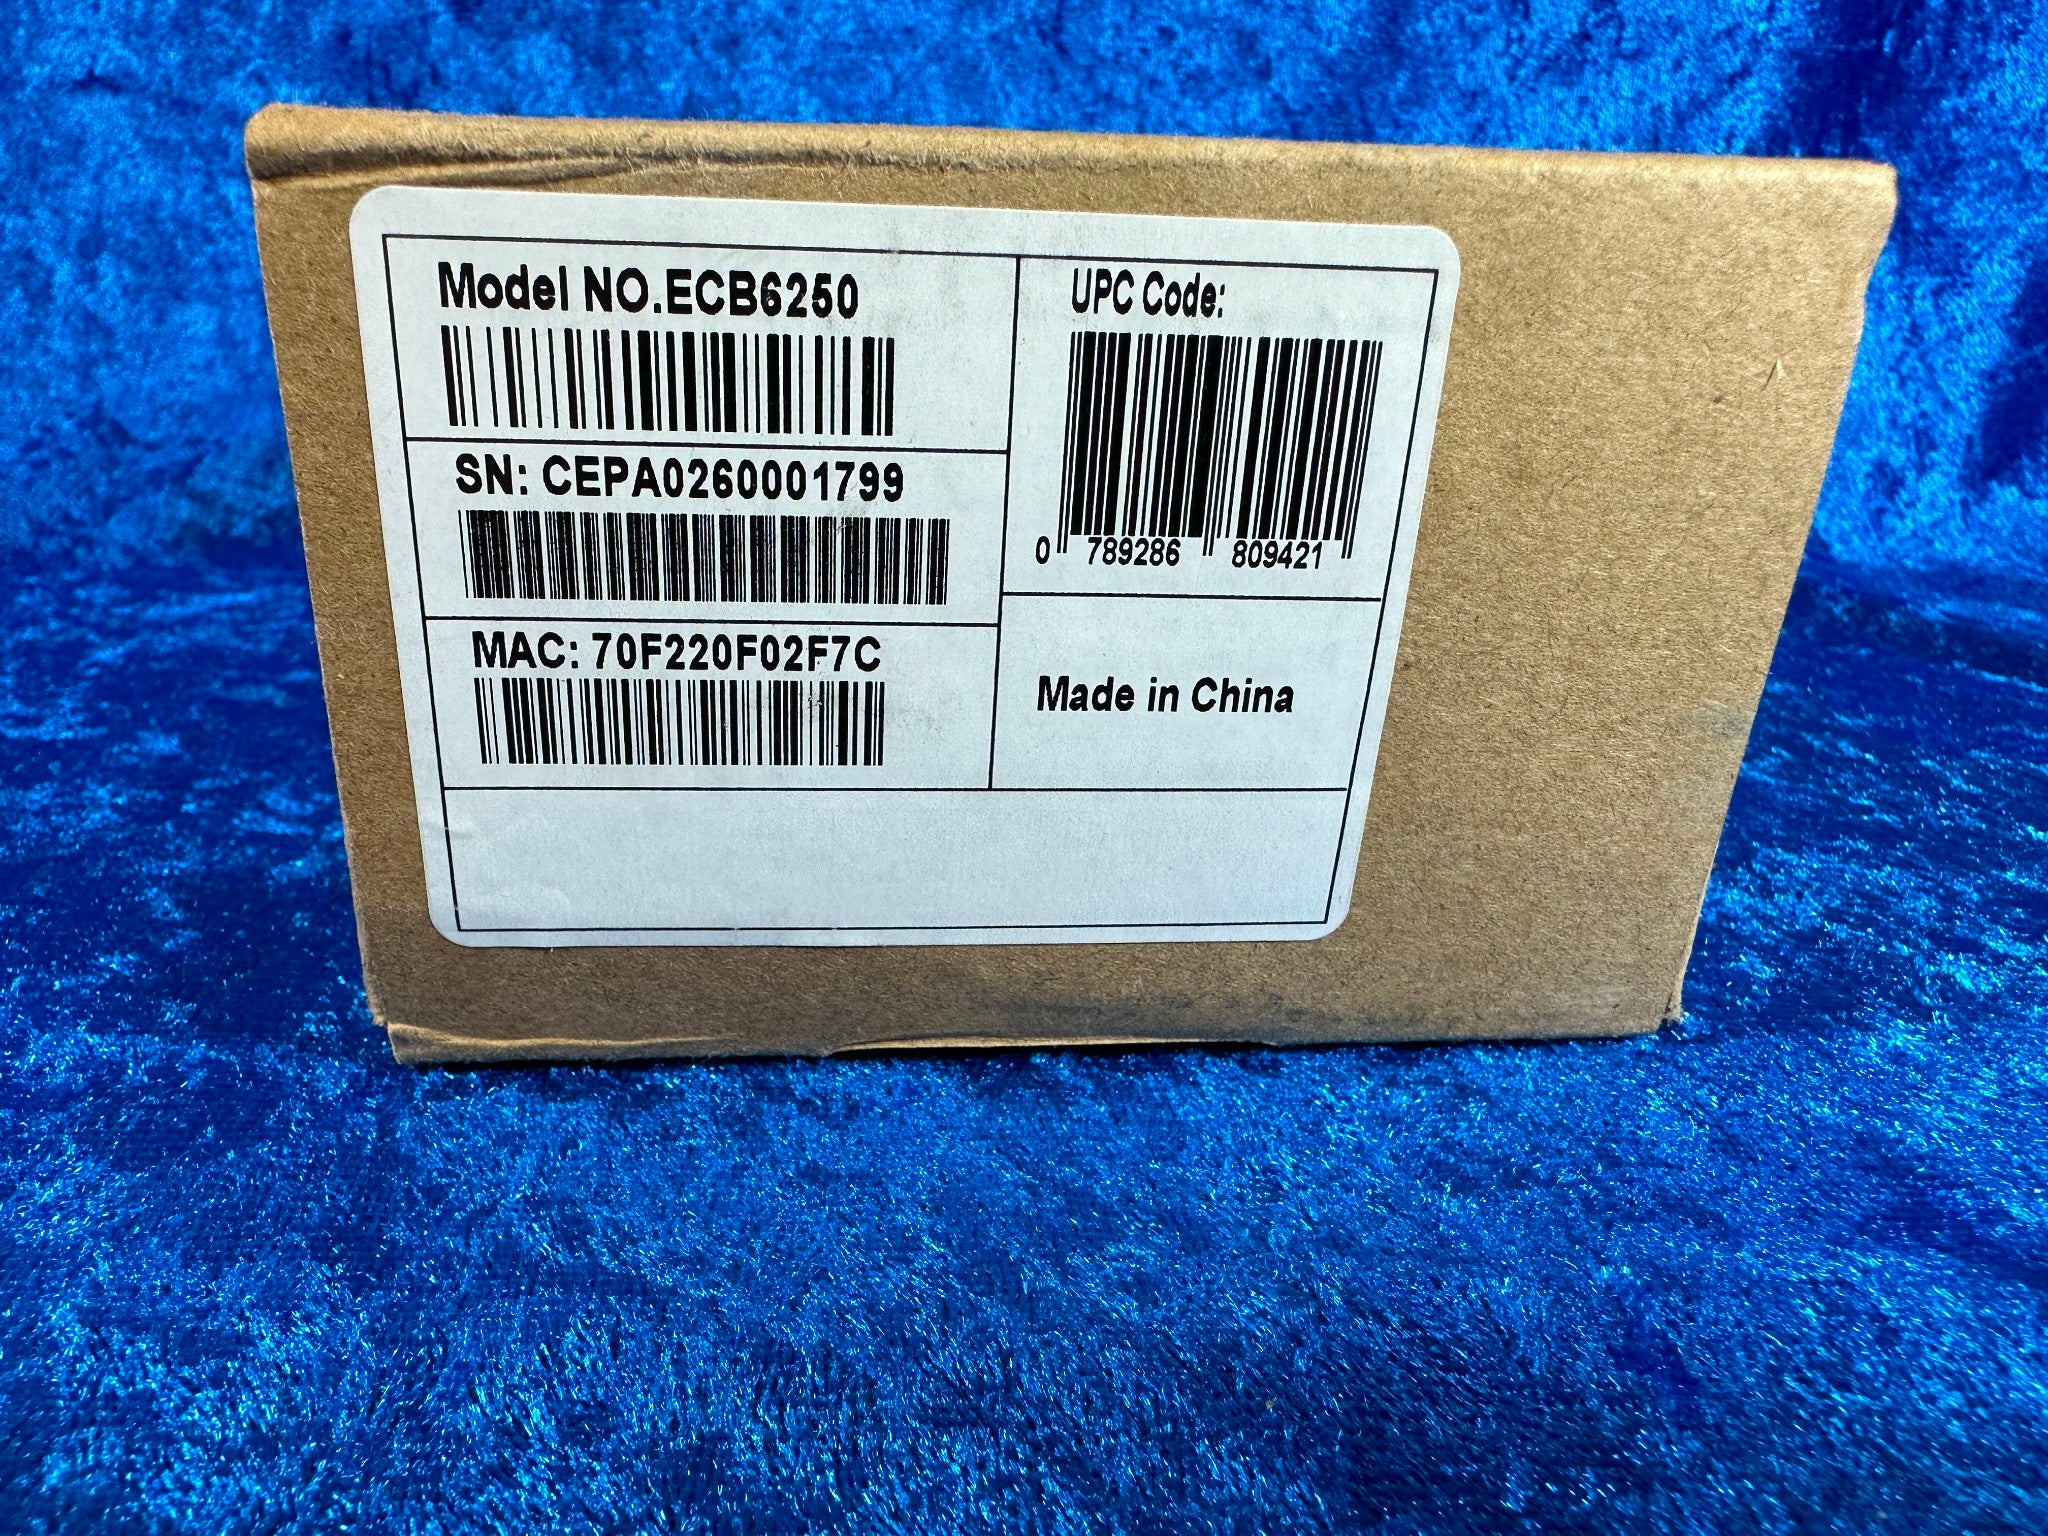 Model NO.ECB6250
SN: CEPA0260001799
MAC: 70F220F02F7C
UPC Code:
0 789286 809421
Made in China